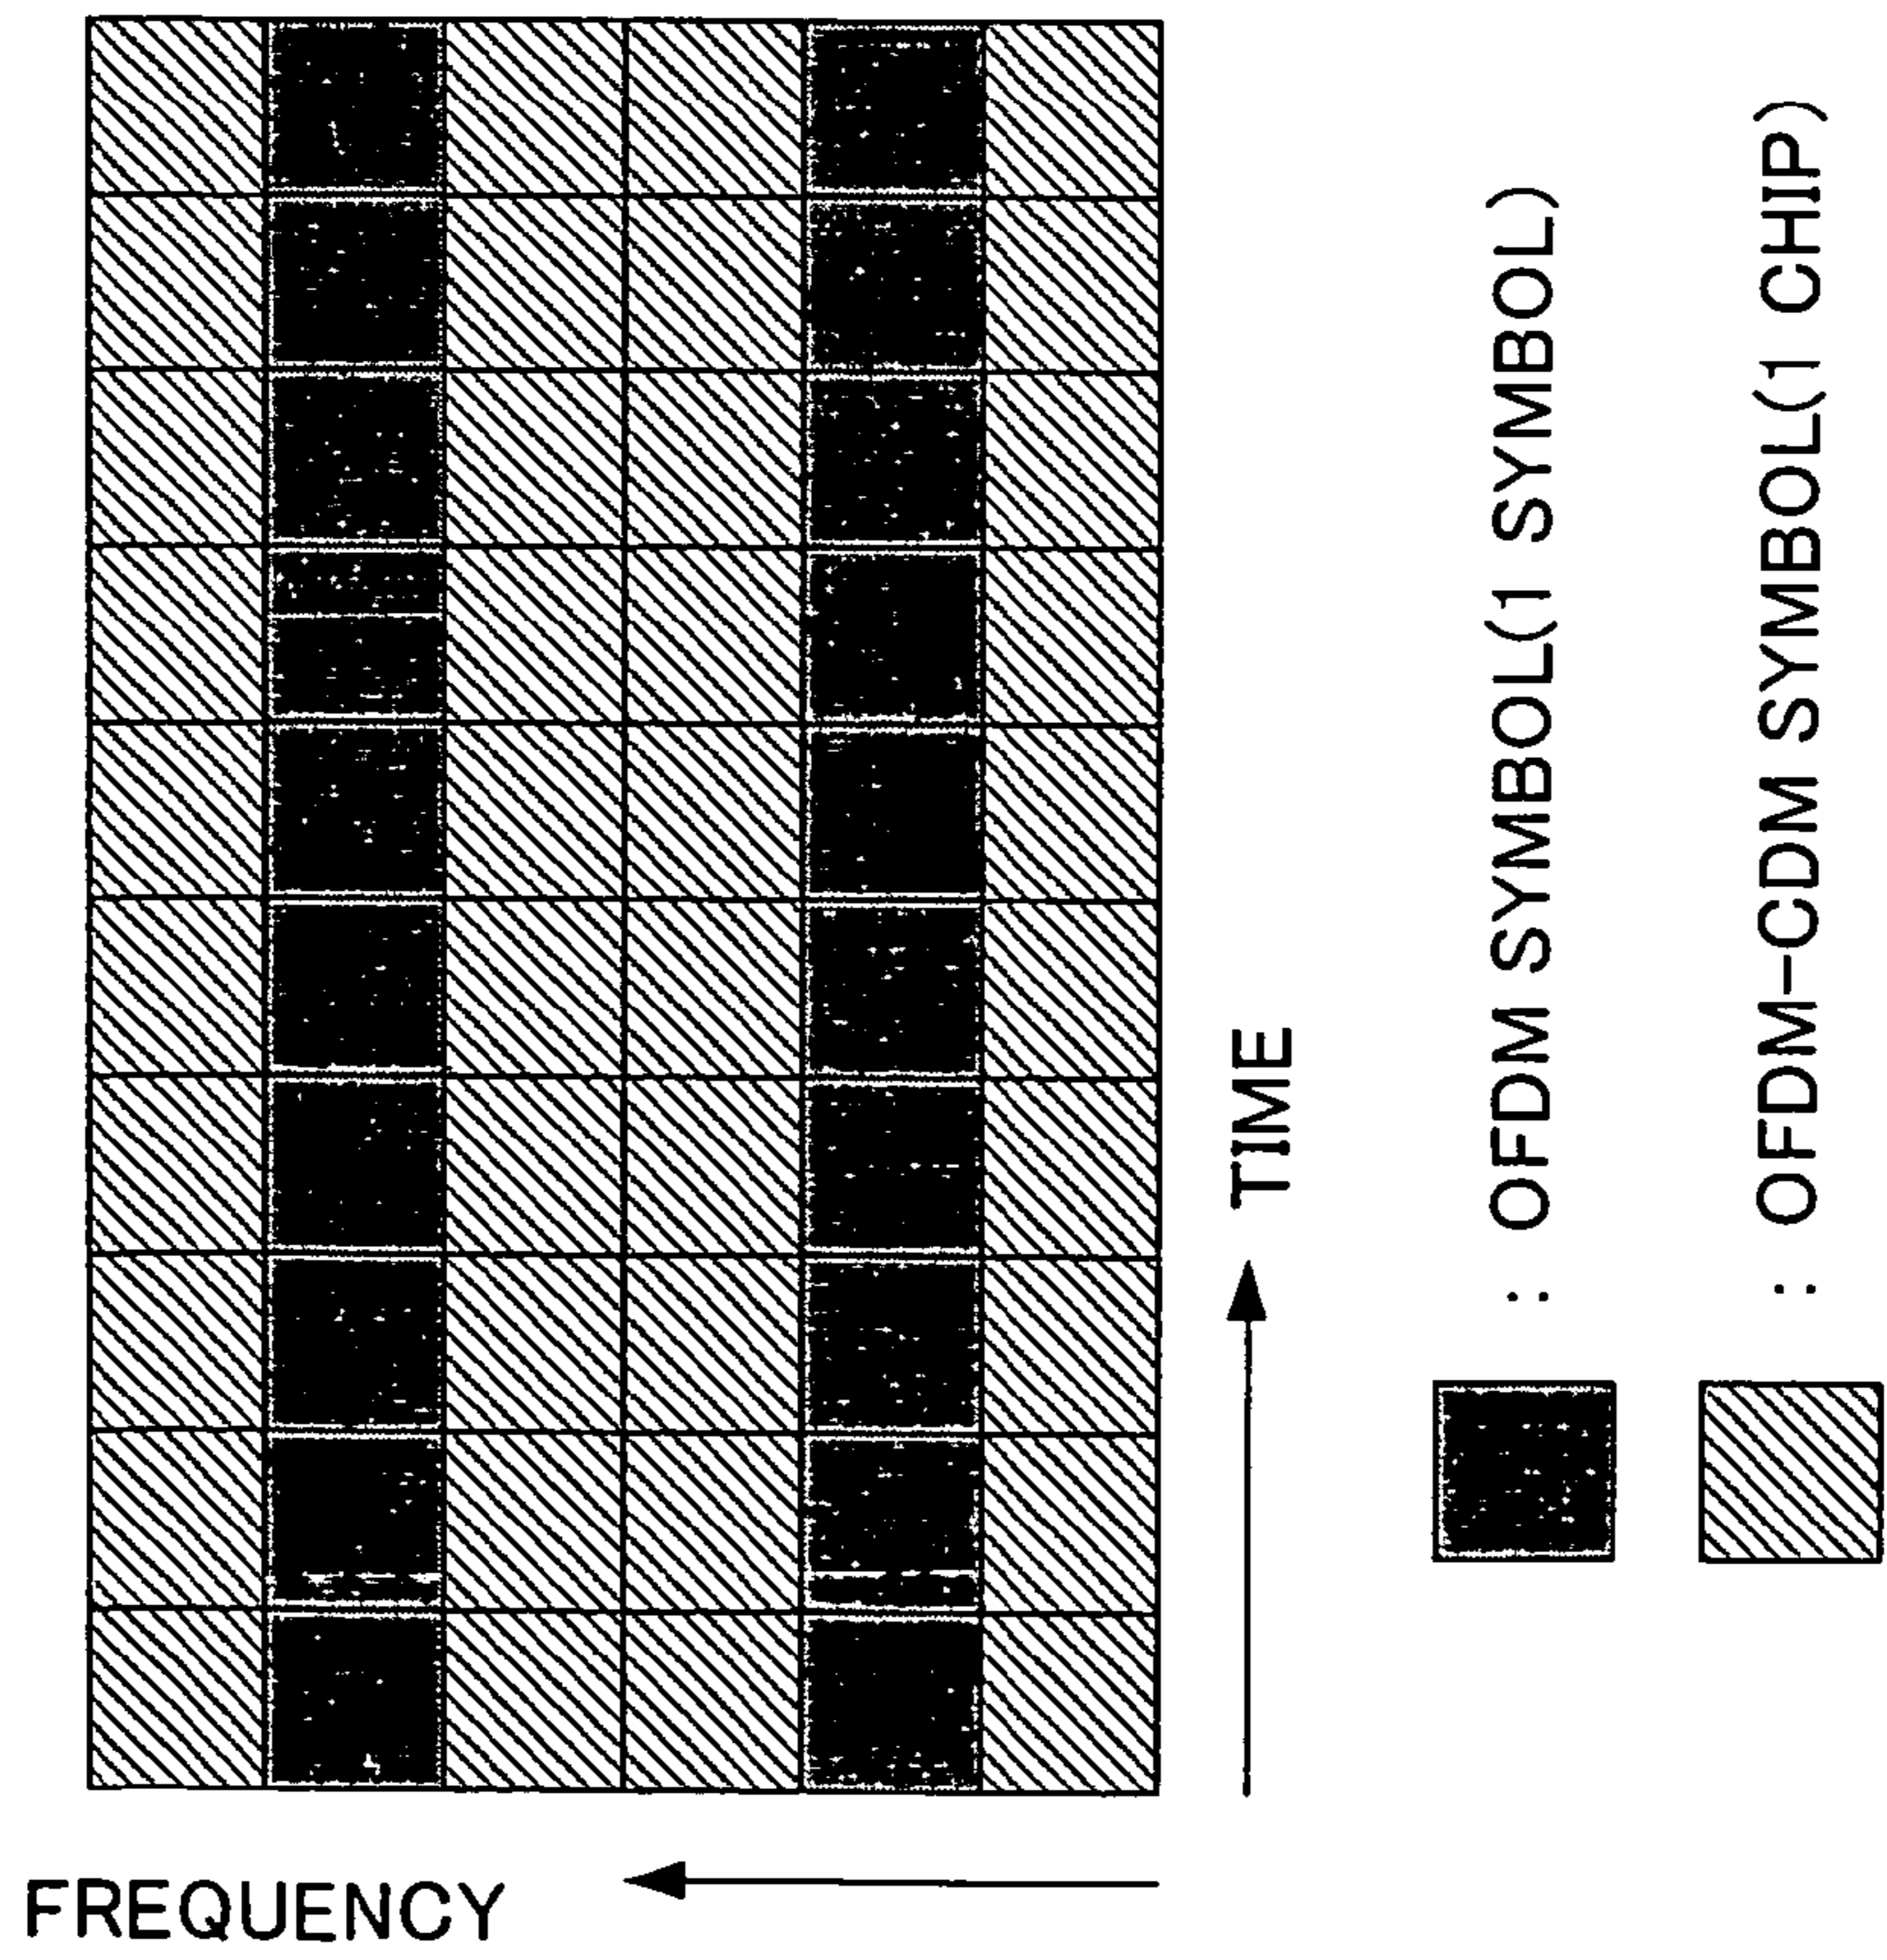 FREQUENCY
TIME
: OFDM SYMBOL(1 SYMBOL)
: OFDM-CDM SYMBOL(1 CHIP)